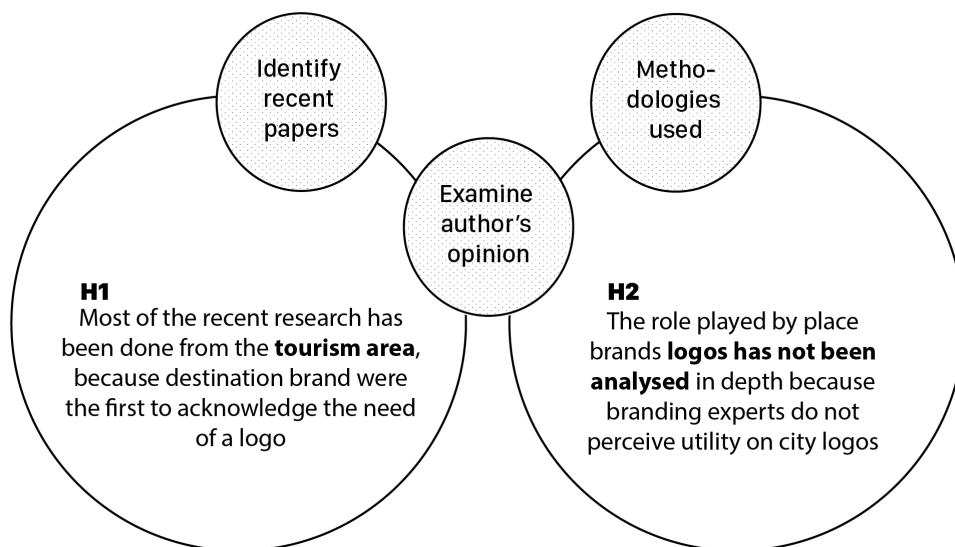 Identify
recent
papers
Metho-
dologies
used
Examine
author's
opinion
H1
Most of the recent research has
been done from the tourism area,
because destination brand were
the first to acknowledge the need
of a logo
H2
The role played by place
brands logos has not been
analysed in depth because
branding experts do not
perceive utility on city logos